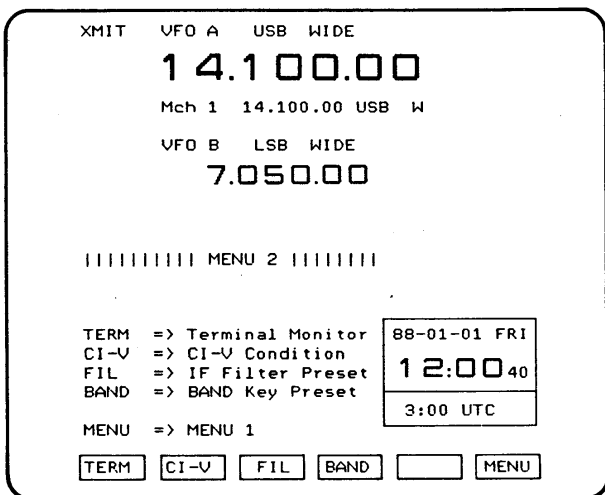 XMIT VFO A USB WIDE
14.100.00
Mch 1 14.100.00 USB W
VFO B LSB WIDE
7.050.00
|||||||||| MENU 2 ||||||||
TERM => Terminal Monitor
CI-V => CI-V Condition
FIL => IF Filter Preset
BAND => BAND Key Preset
MENU => MENU 1
88-01-01 FRI
12:00 40
3:00 UTC
TERM CI-V FIL BAND MENU